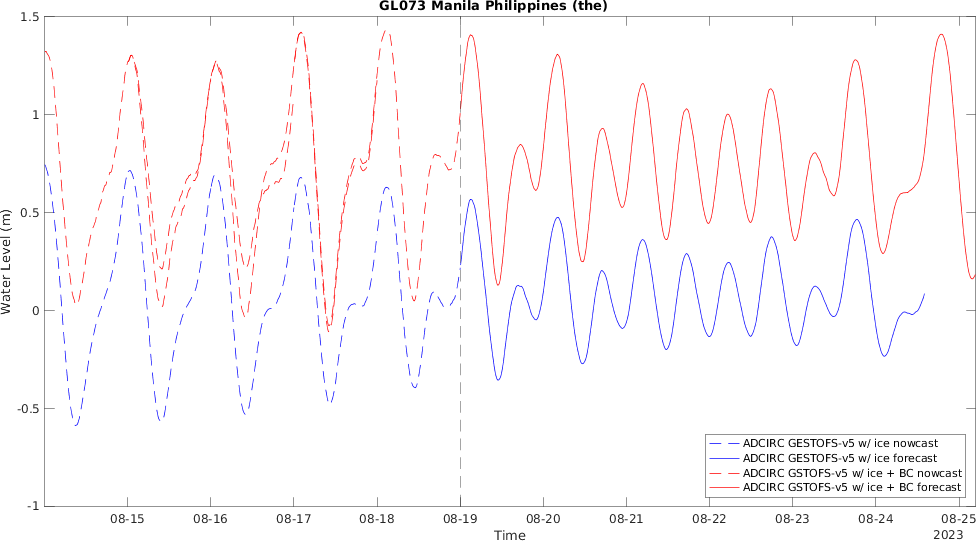 GL073 Manila Philippines (the)
1.5
1
0.5
0
-0.5
-1
Water Level (m)
ADCIRC GESTOFS-v5 w/ ice nowcast
ADCIRC GESTOFS-v5 w/ ice forecast
ADCIRC GSTOFS-v5 w/ ice + BC nowcast
ADCIRC GSTOFS-v5 w/ ice + BC forecast
08-15 08-16 08-17 08-18 08-19 08-20 08-21 08-22 08-23 08-24 08-25
Time
2023